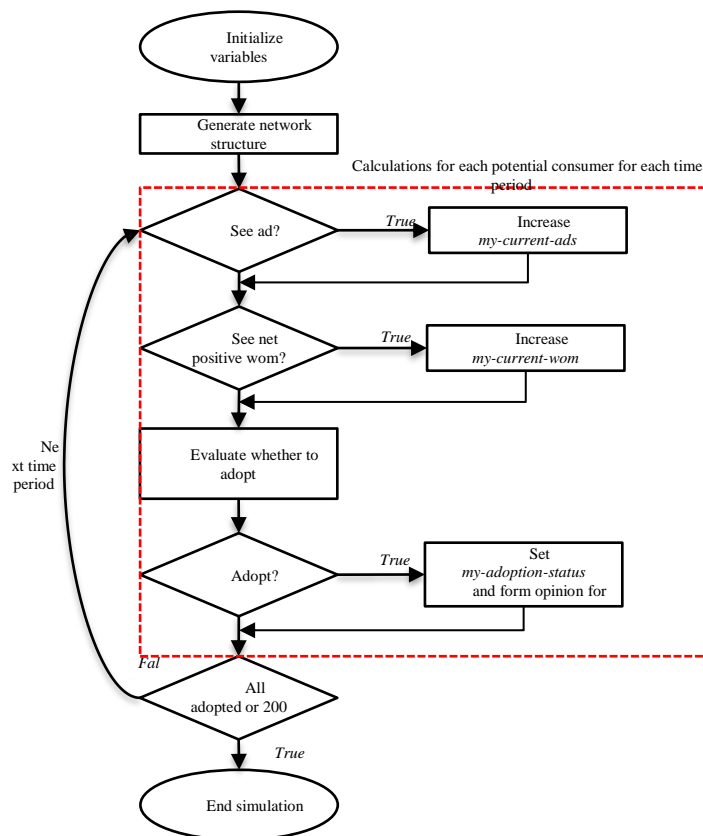 Initialize
variables
Generate network
structure
Calculations for each potential consumer for each time
period
See ad?
True
Increase
my-current-ads
See net
positive wom?
True
Increase
my-current-wom
Ne
xt time
period
Evaluate whether to
adopt
Adopt?
True
Set
my-adoption-status
and form opinion for
Fal
All
adopted or 200
True
End simulation